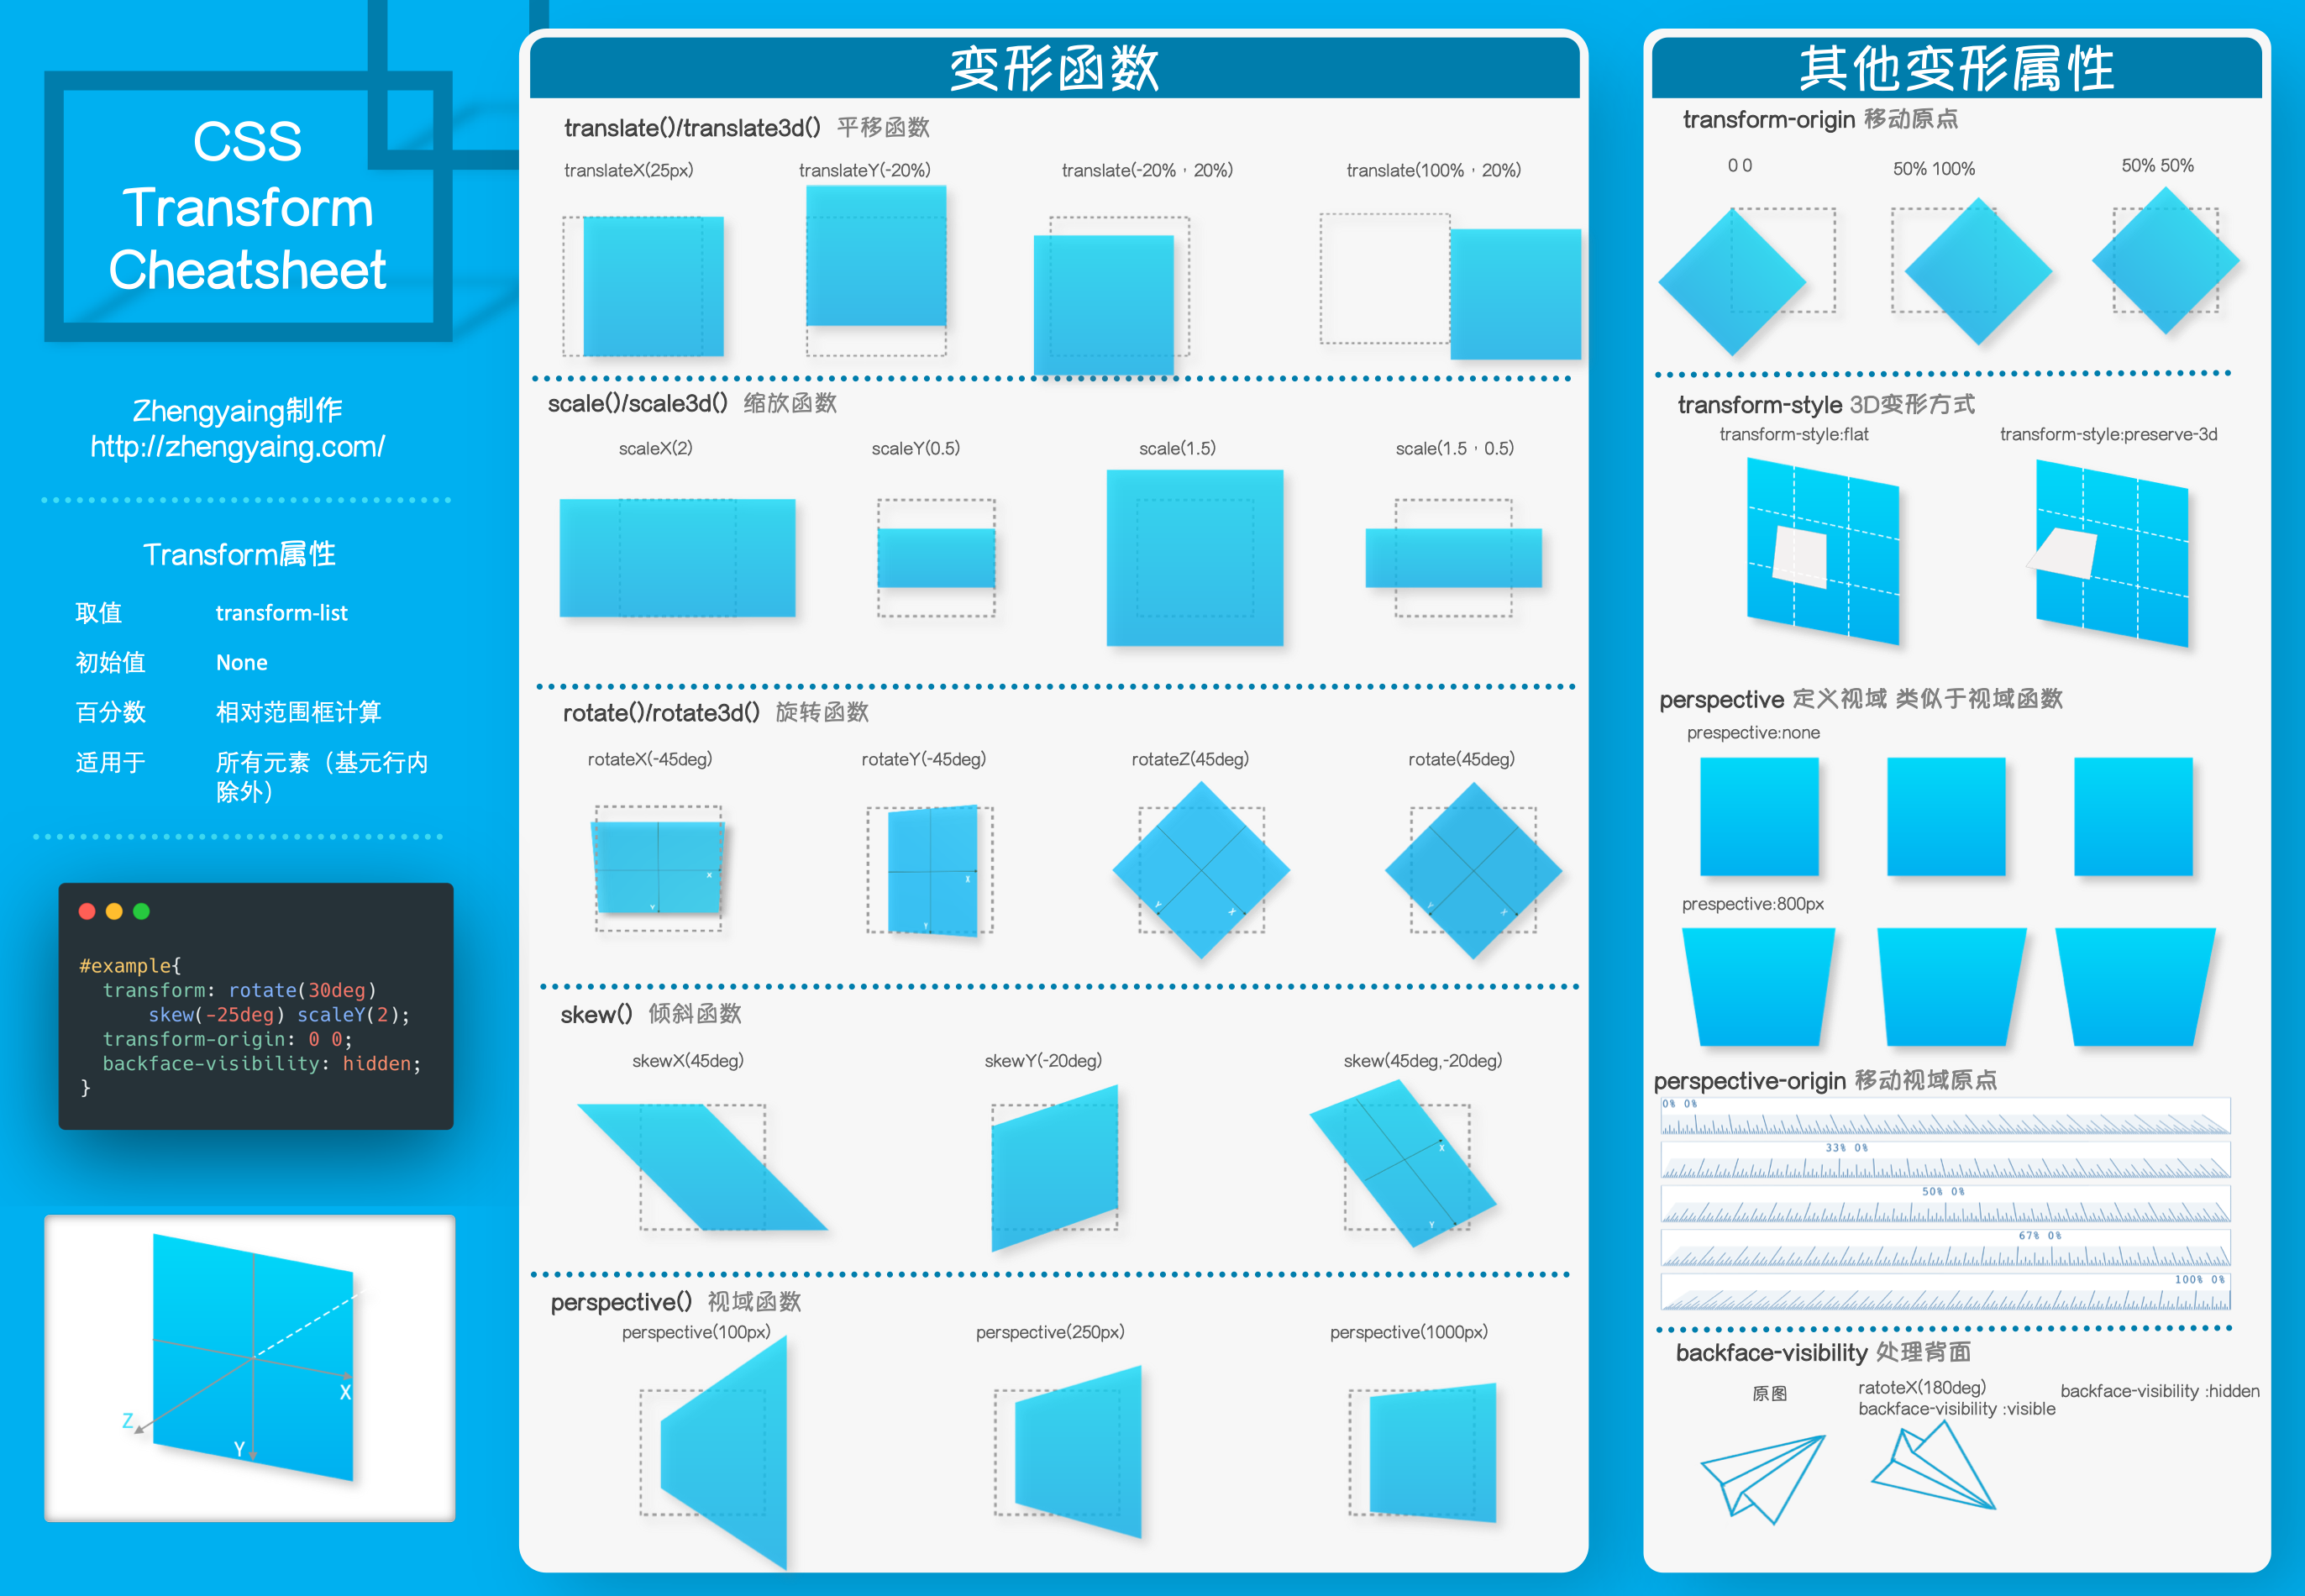 CSS
Transform
Cheatsheet
Zhengyaing制作
http://zhengyaing.com/
Transform属性
取值 transform-list
初始值 None
百分数 相对范围框计算
适用于 所有元素（基元行内
除外）
#example{
transform: rotate(30deg)
skew(-25deg) scaleY(2);
transform-origin: 0 0;
backface-visibility: hidden;
}
X
Z
Y
变形函数
translate()/translate3d() 平移函数
translateX(25px) translateY(-20%) translate(-20%，20%) translate(100%，20%)
scale()/scale3d() 缩放函数
scaleX(2) scaleY(0.5) scale(1.5) scale(1.5，0.5)
rotate()/rotate3d() 旋转函数
rotateX(-45deg) rotateY(-45deg) rotateZ(45deg) rotate(45deg)
X X
Y Y Y X Y X
skew() 倾斜函数
skewX(45deg) skewY(-20deg) skew(45deg,-20deg)
X
Y
perspective() 视域函数
perspective(100px) perspective(250px) perspective(1000px)
其他变形属性
transform-origin 移动原点
0 0 50% 100% 50% 50%
transform-style 3D变形方式
transform-style:flat transform-style:preserve-3d
perspective 定义视域 类似于视域函数
prespective:none
prespective:800px
perspective-origin 移动视域原点
0% 0%
33% 0%
50% 0%
67% 0%
100% 0%
backface-visibility 处理背面
原图 ratoteX(180deg) backface-visibility :hidden
backface-visibility :visible